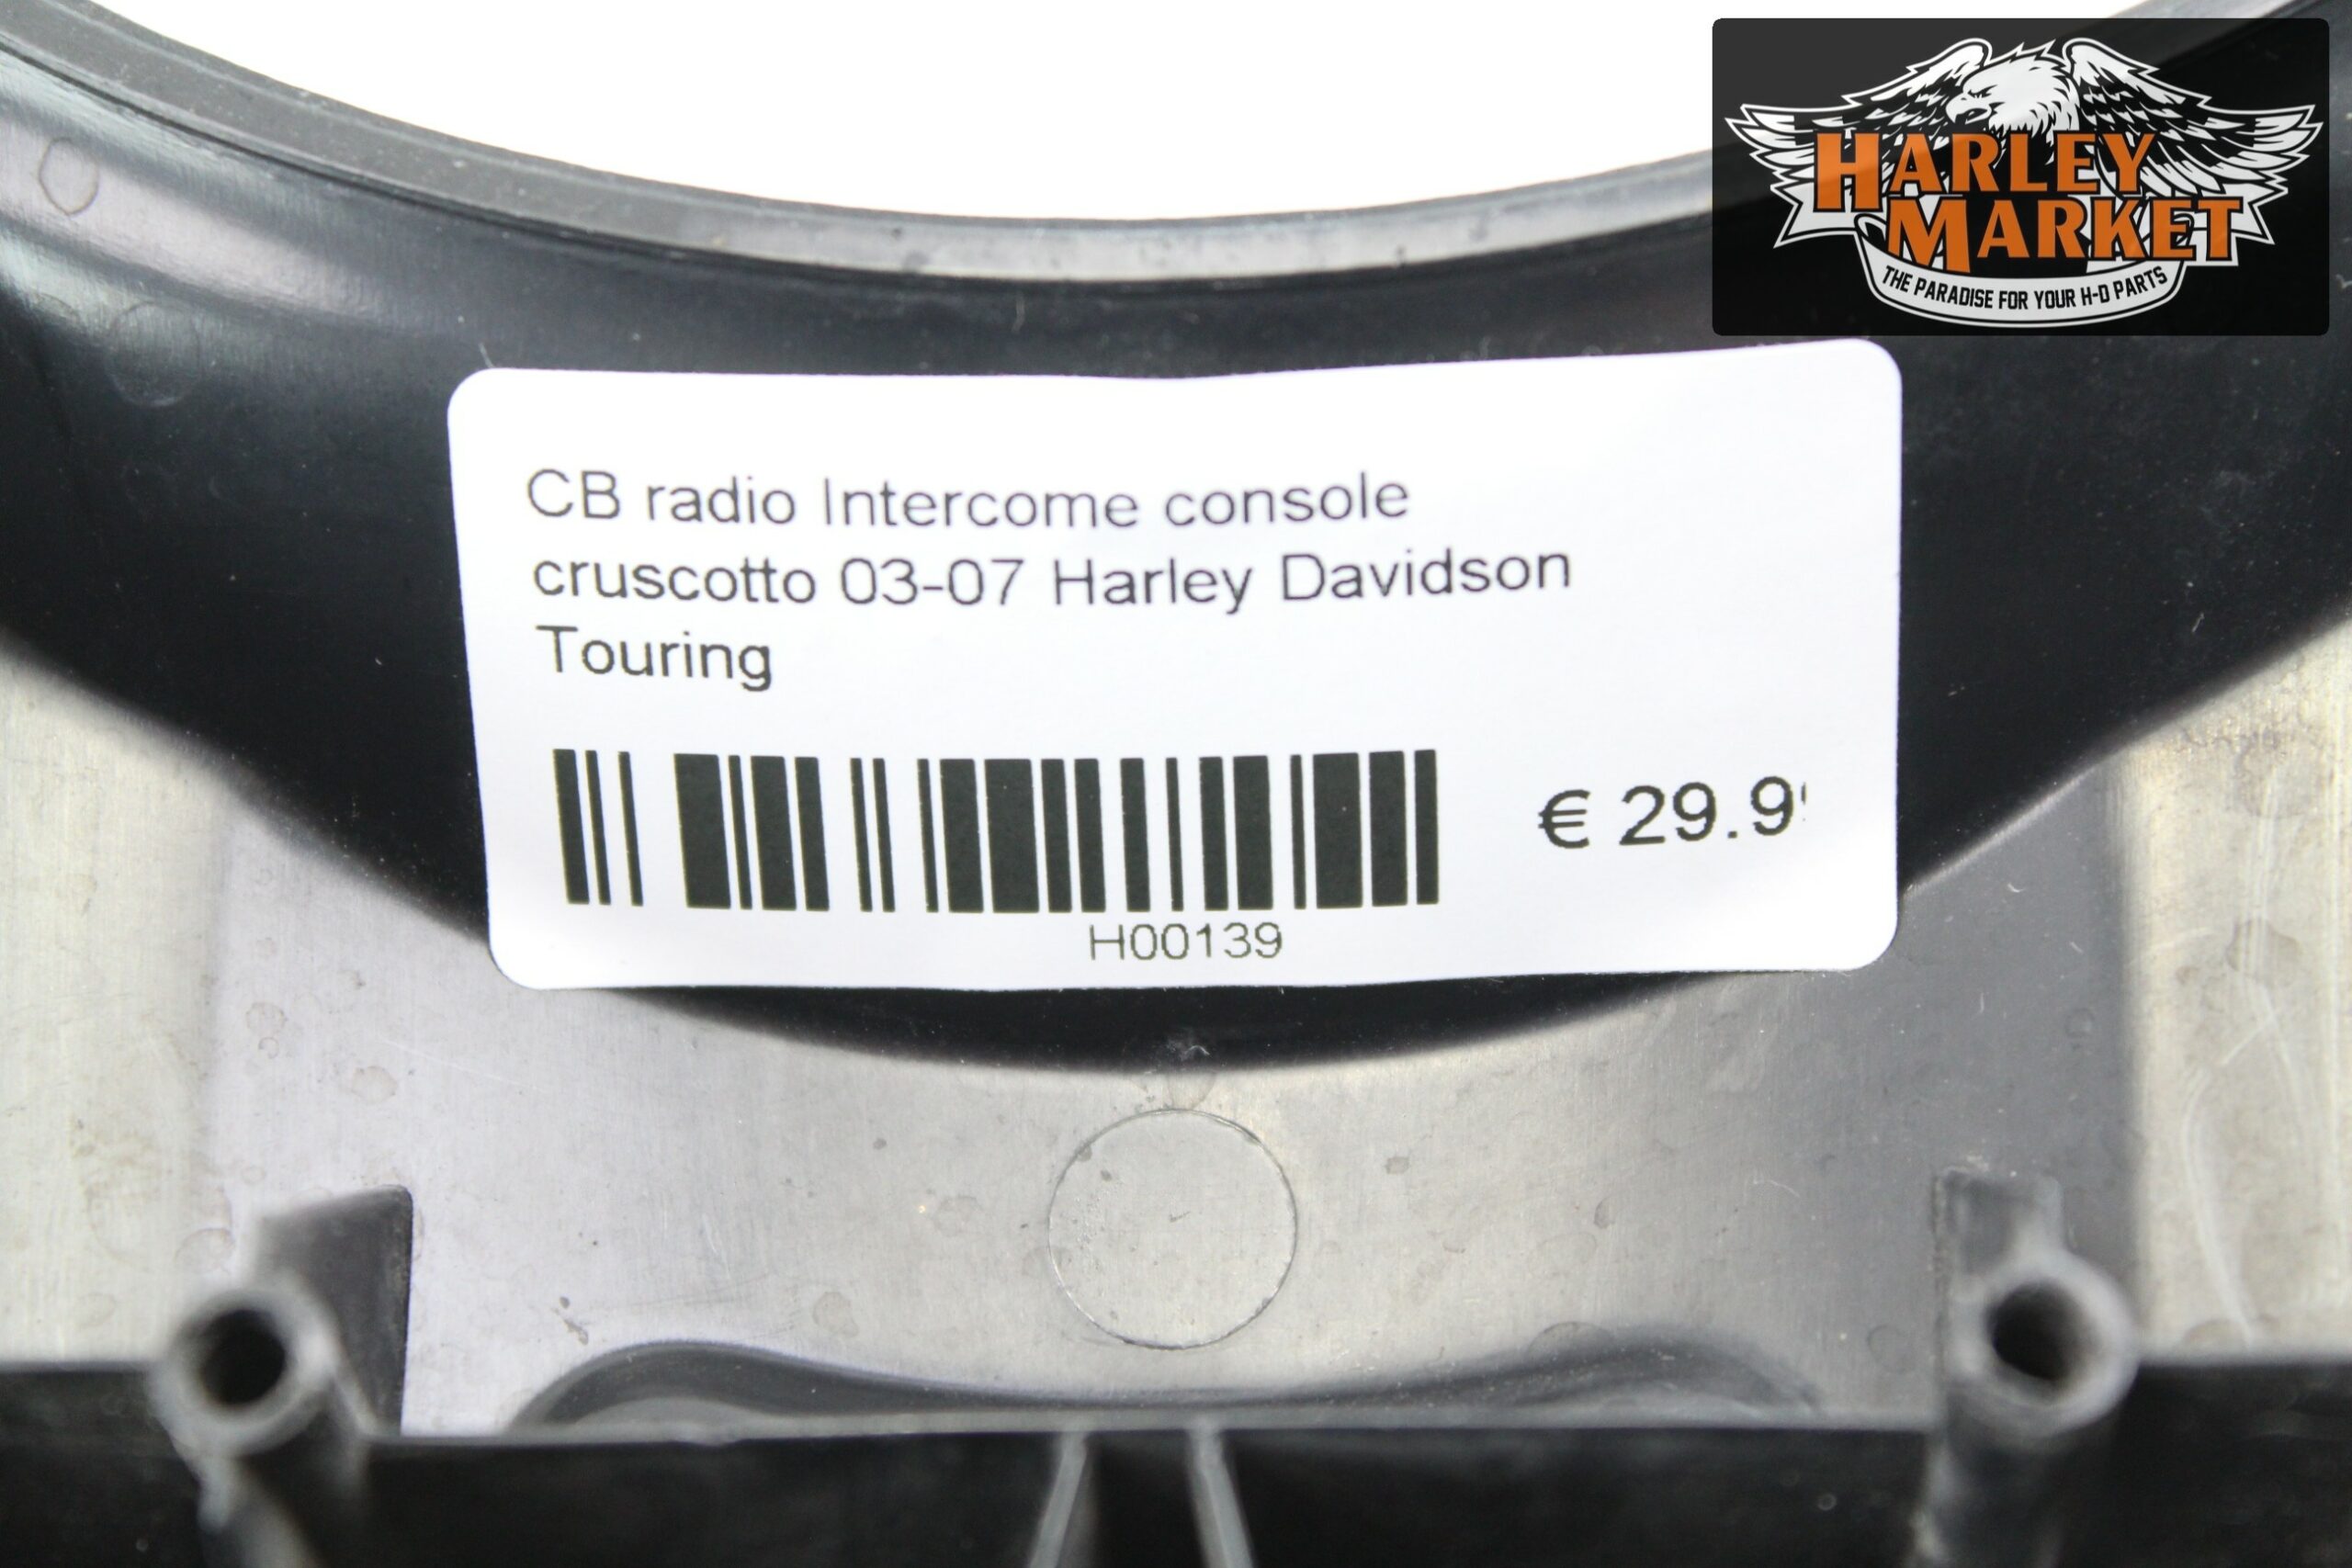 HARLEY
MARKET
THE PARADISE FOR YOUR H-D PARTS
CB radio Intercome console
cruscotto 03-07 Harley Davidson
Touring
€ 29.9
H00139